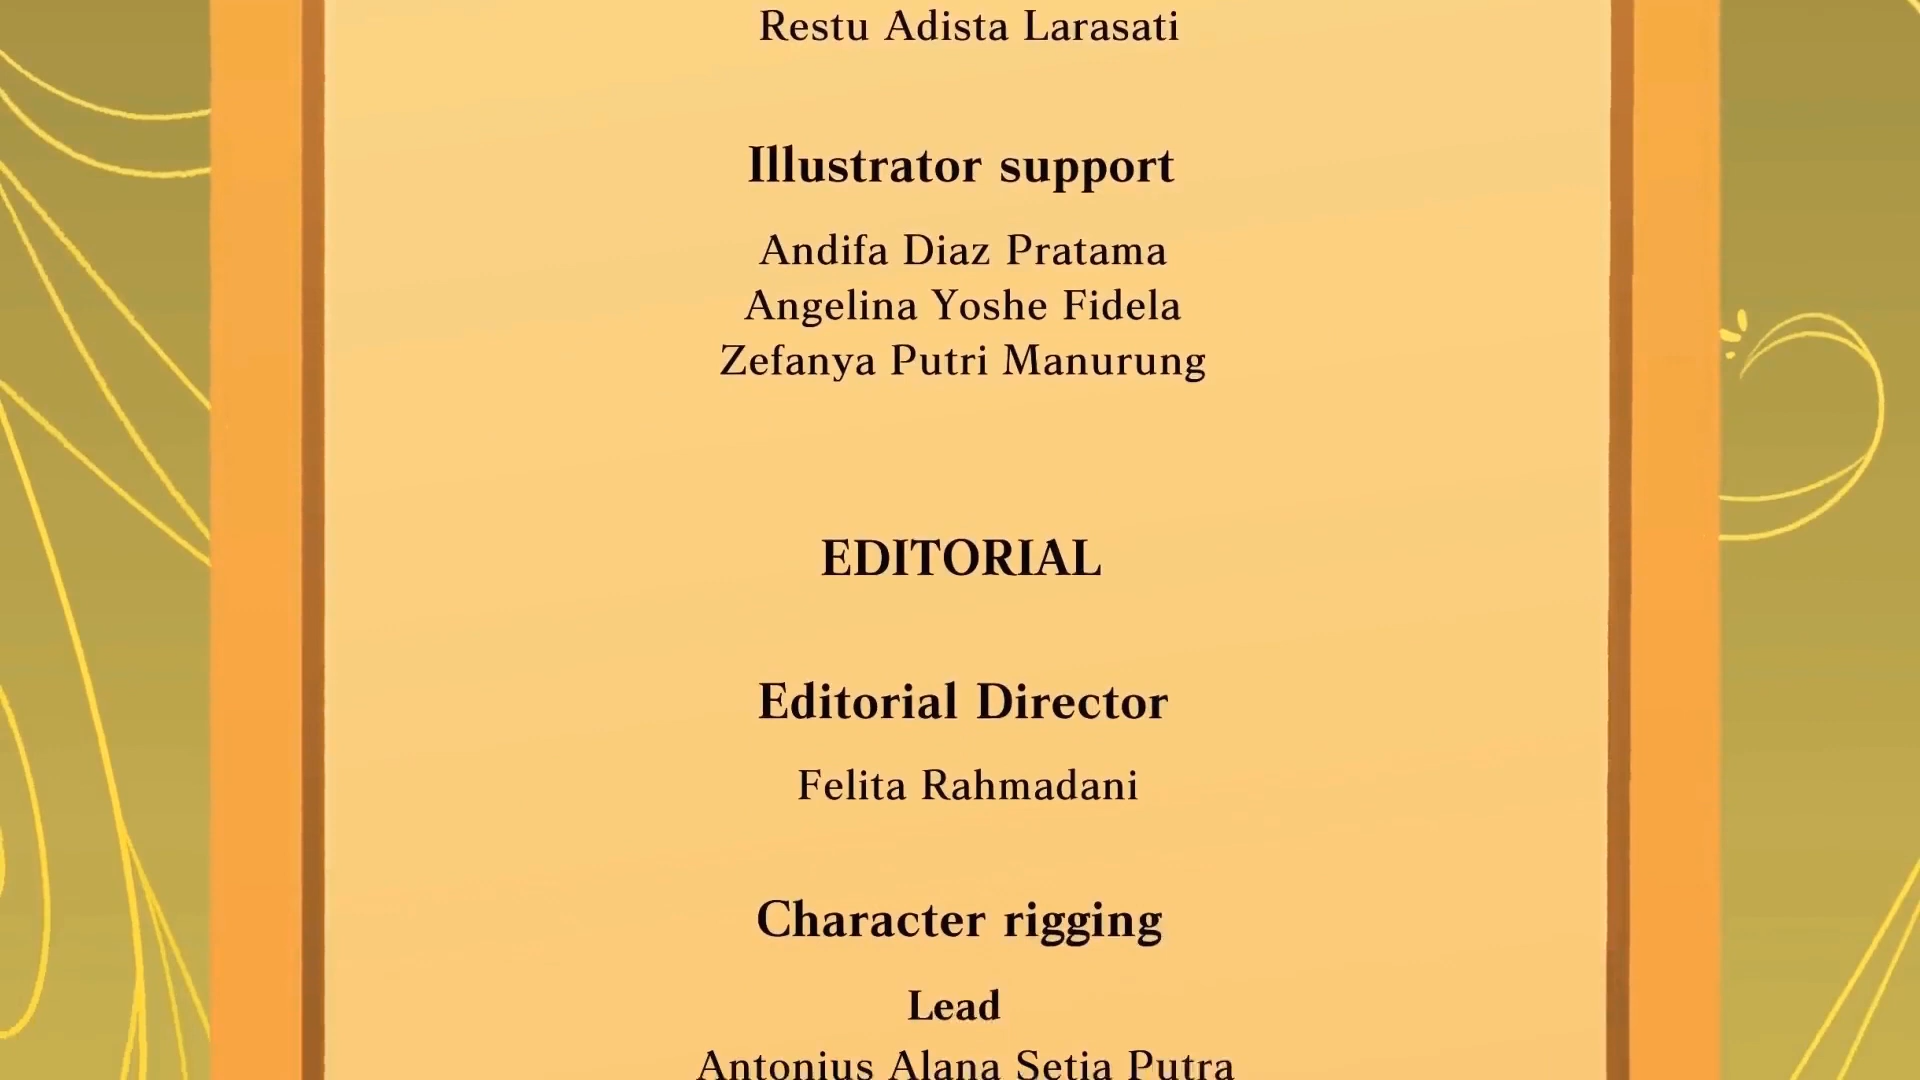 Restu Adista Larasati
Illustrator support
Andifa Diaz Pratama
Angelina Yoshe Fidela
Zefanya Putri Manurung
EDITORIAL
Editorial Director
Felita Rahmadani
Character rigging
Lead
Antonius Alana Setia Putra